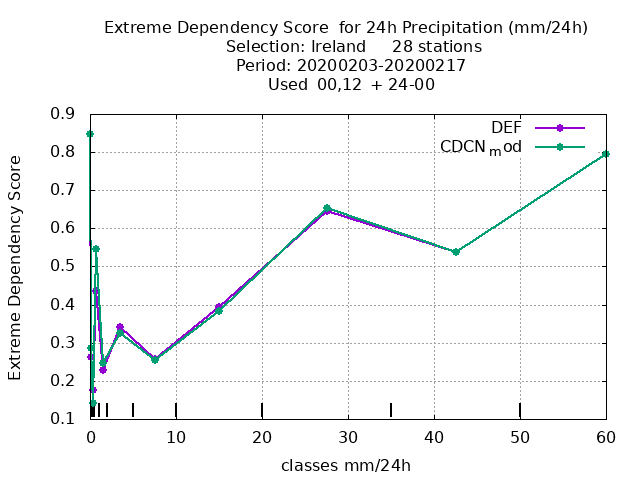 Extreme Dependency Score  for 24h Precipitation (mm/24h)
Selection: Ireland     28 stations
Period: 20200203-20200217
Used  00,12  + 24-00
DEF
CDCNmod
0.9
0.8
0.7
0.6
0.5
0.4
0.3
0.2
0.1
Extreme Dependency Score
0 10 20 30 40 50 60
classes mm/24h